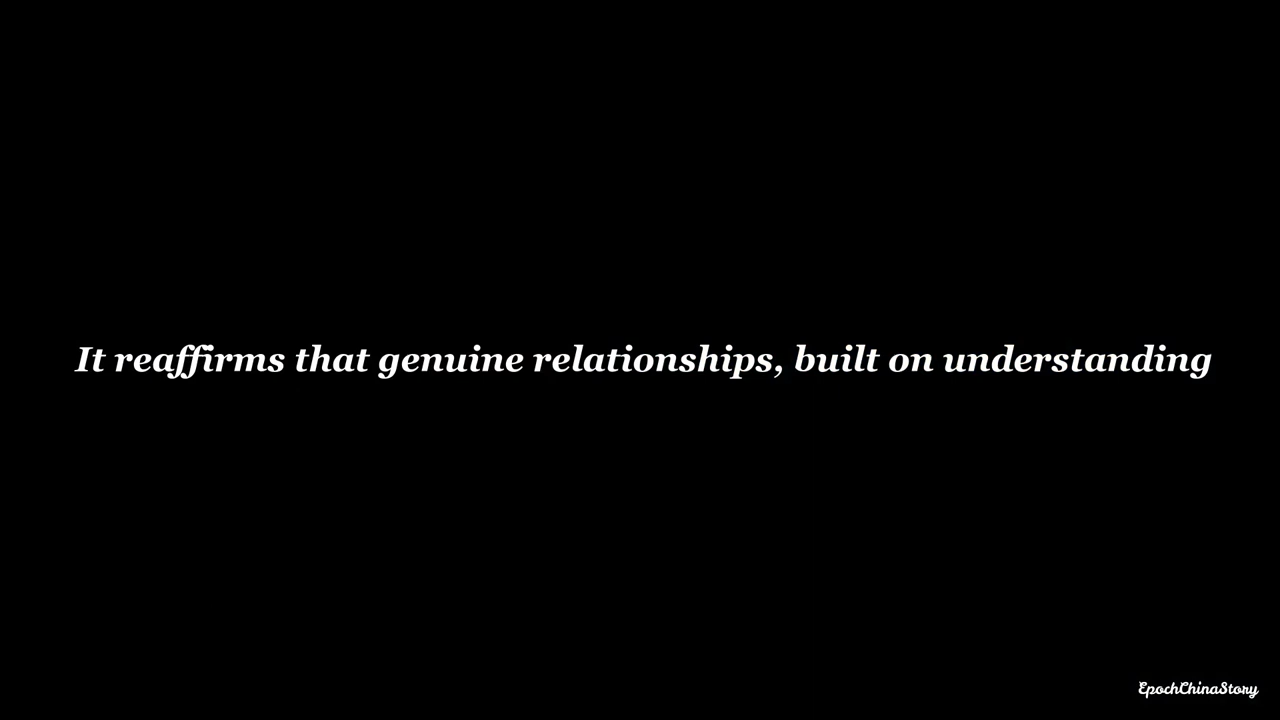 It reaffirms that genuine relationships, built on understanding
EpochChinaStory